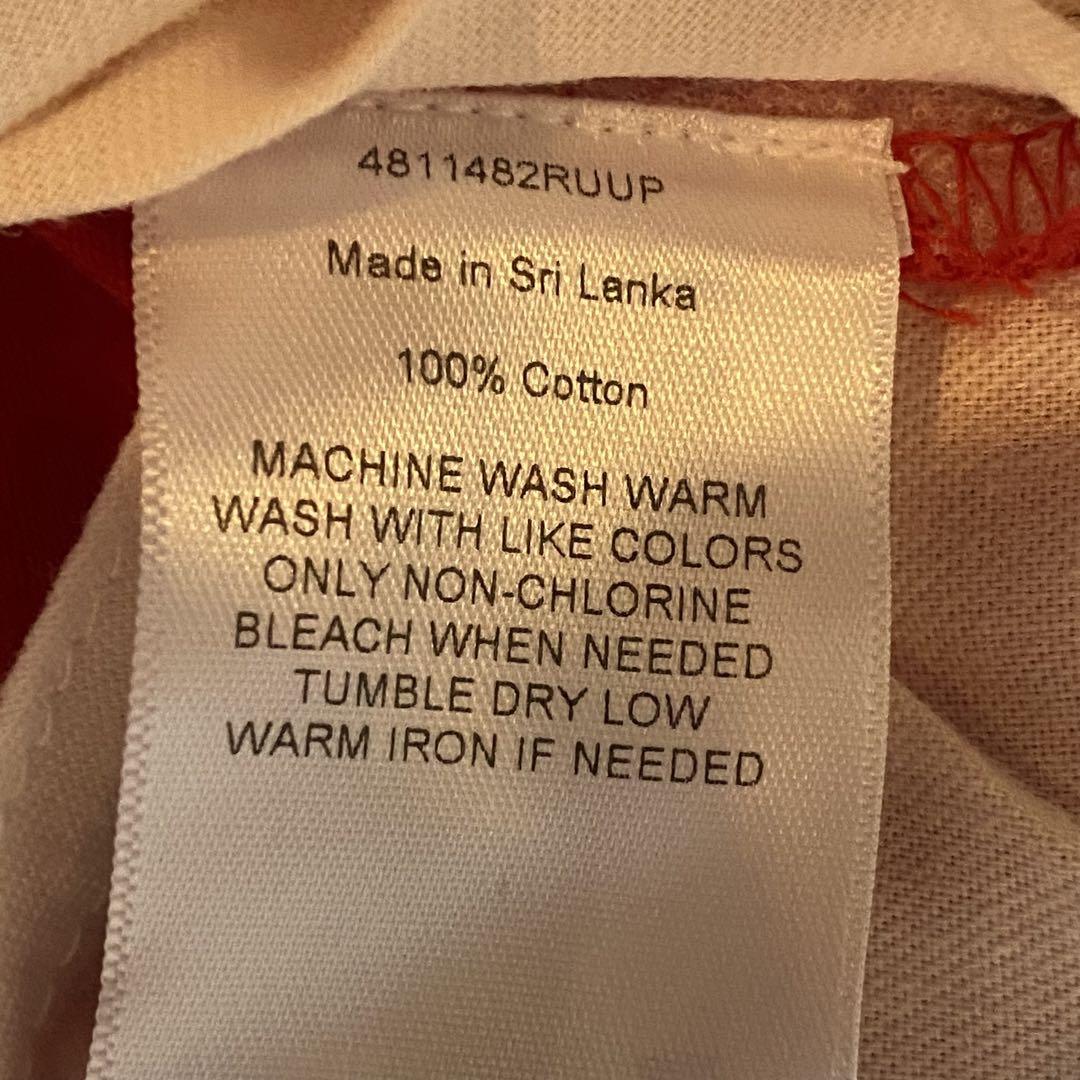 4811482RUUP
Made in Sri Lanka
100% Cotton
MACHINE WASH WARM
WASH WITH LIKE COLORS
ONLY NON-CHLORINE
BLEACH WHEN NEEDED
TUMBLE DRY LOW
WARM IRON IF NEEDED